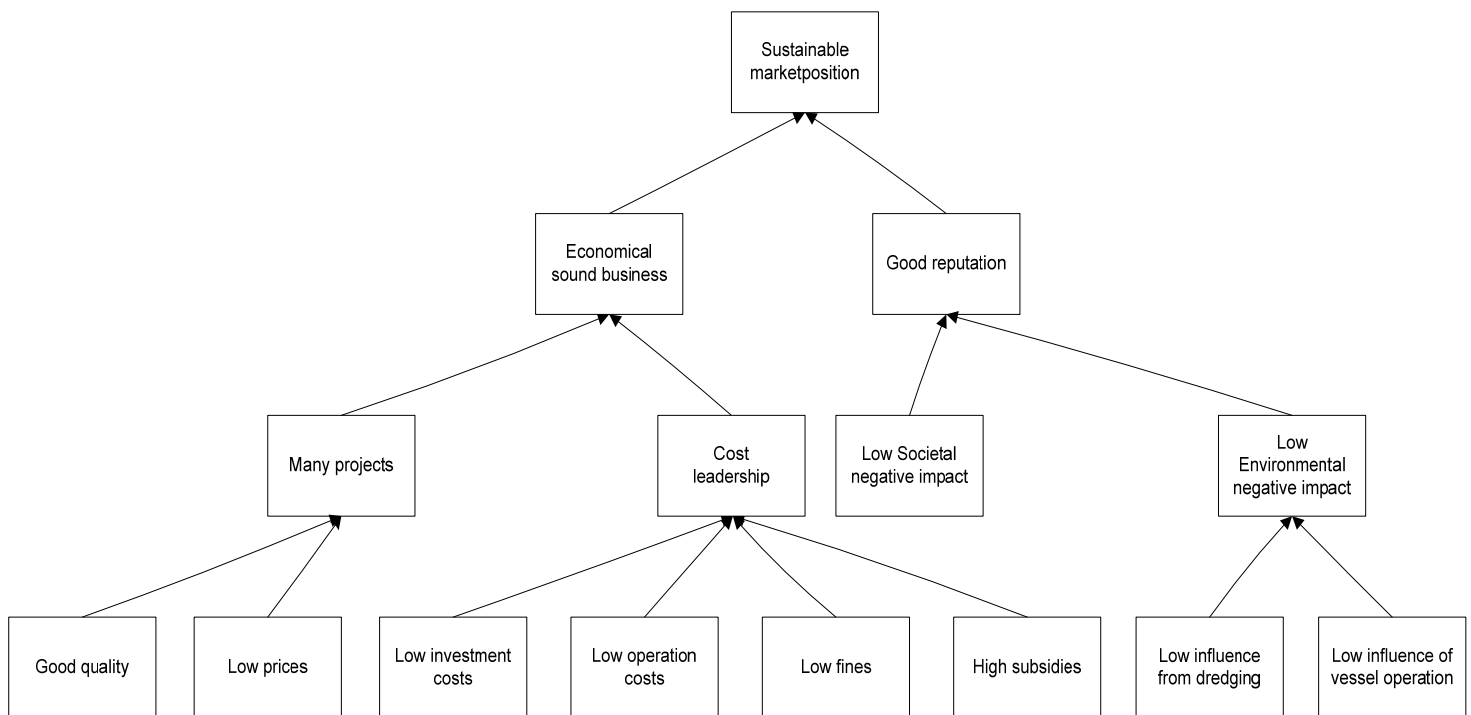 Sustainable
marketposition
Economical
sound business
Good reputation
Many projects
Cost
leadership
Low Societal
negative impact
Low
Environmental
negative impact
Good quality
Low prices
Low investment
costs
Low operation
costs
Low fines
High subsidies
Low influence
from dredging
Low influence of
vessel operation